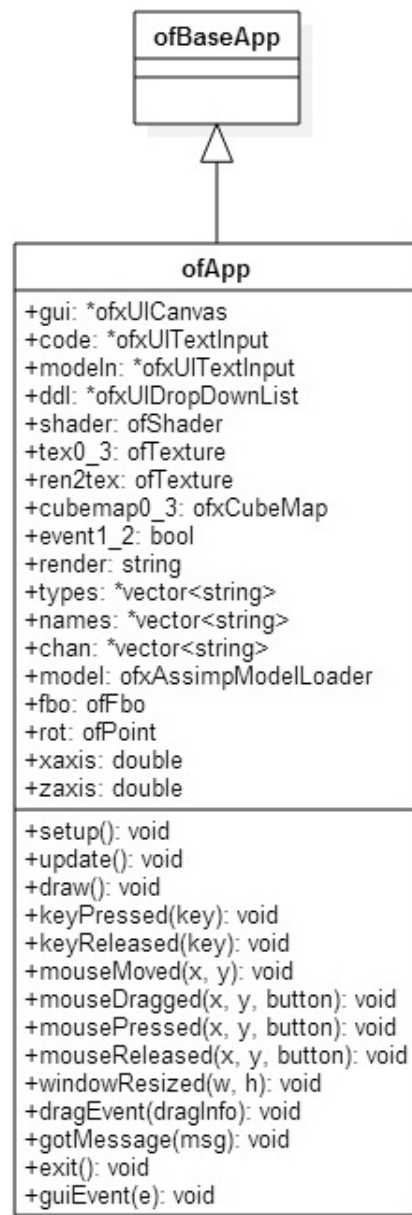 ofBaseApp
ofApp
+gui: *ofxUICanvas
+code: *ofxUITextInput
+modeln: *ofxUITextInput
+ddl: *ofxUIDropDownList
+shader: ofShader
+tex0_3: ofTexture
+ren2tex: ofTexture
+cubemap0_3: ofxCubeMap
+event1_2: bool
+render: string
+types: *vector<string>
+names: *vector<string>
+chan: *vector<string>
+model: ofxAssimpModelLoader
+fbo: ofFbo
+rot: ofPoint
+xaxis: double
+zaxis: double
+setup(): void
+update(): void
+draw(): void
+keyPressed(key): void
+keyReleased(key): void
+mouseMoved(x, y): void
+mouseDragged(x, y, button): void
+mousePressed(x, y, button): void
+mouseReleased(x, y, button): void
+windowResized(w, h): void
+dragEvent(dragInfo): void
+gotMessage(msg): void
+exit(): void
+guiEvent(e): void